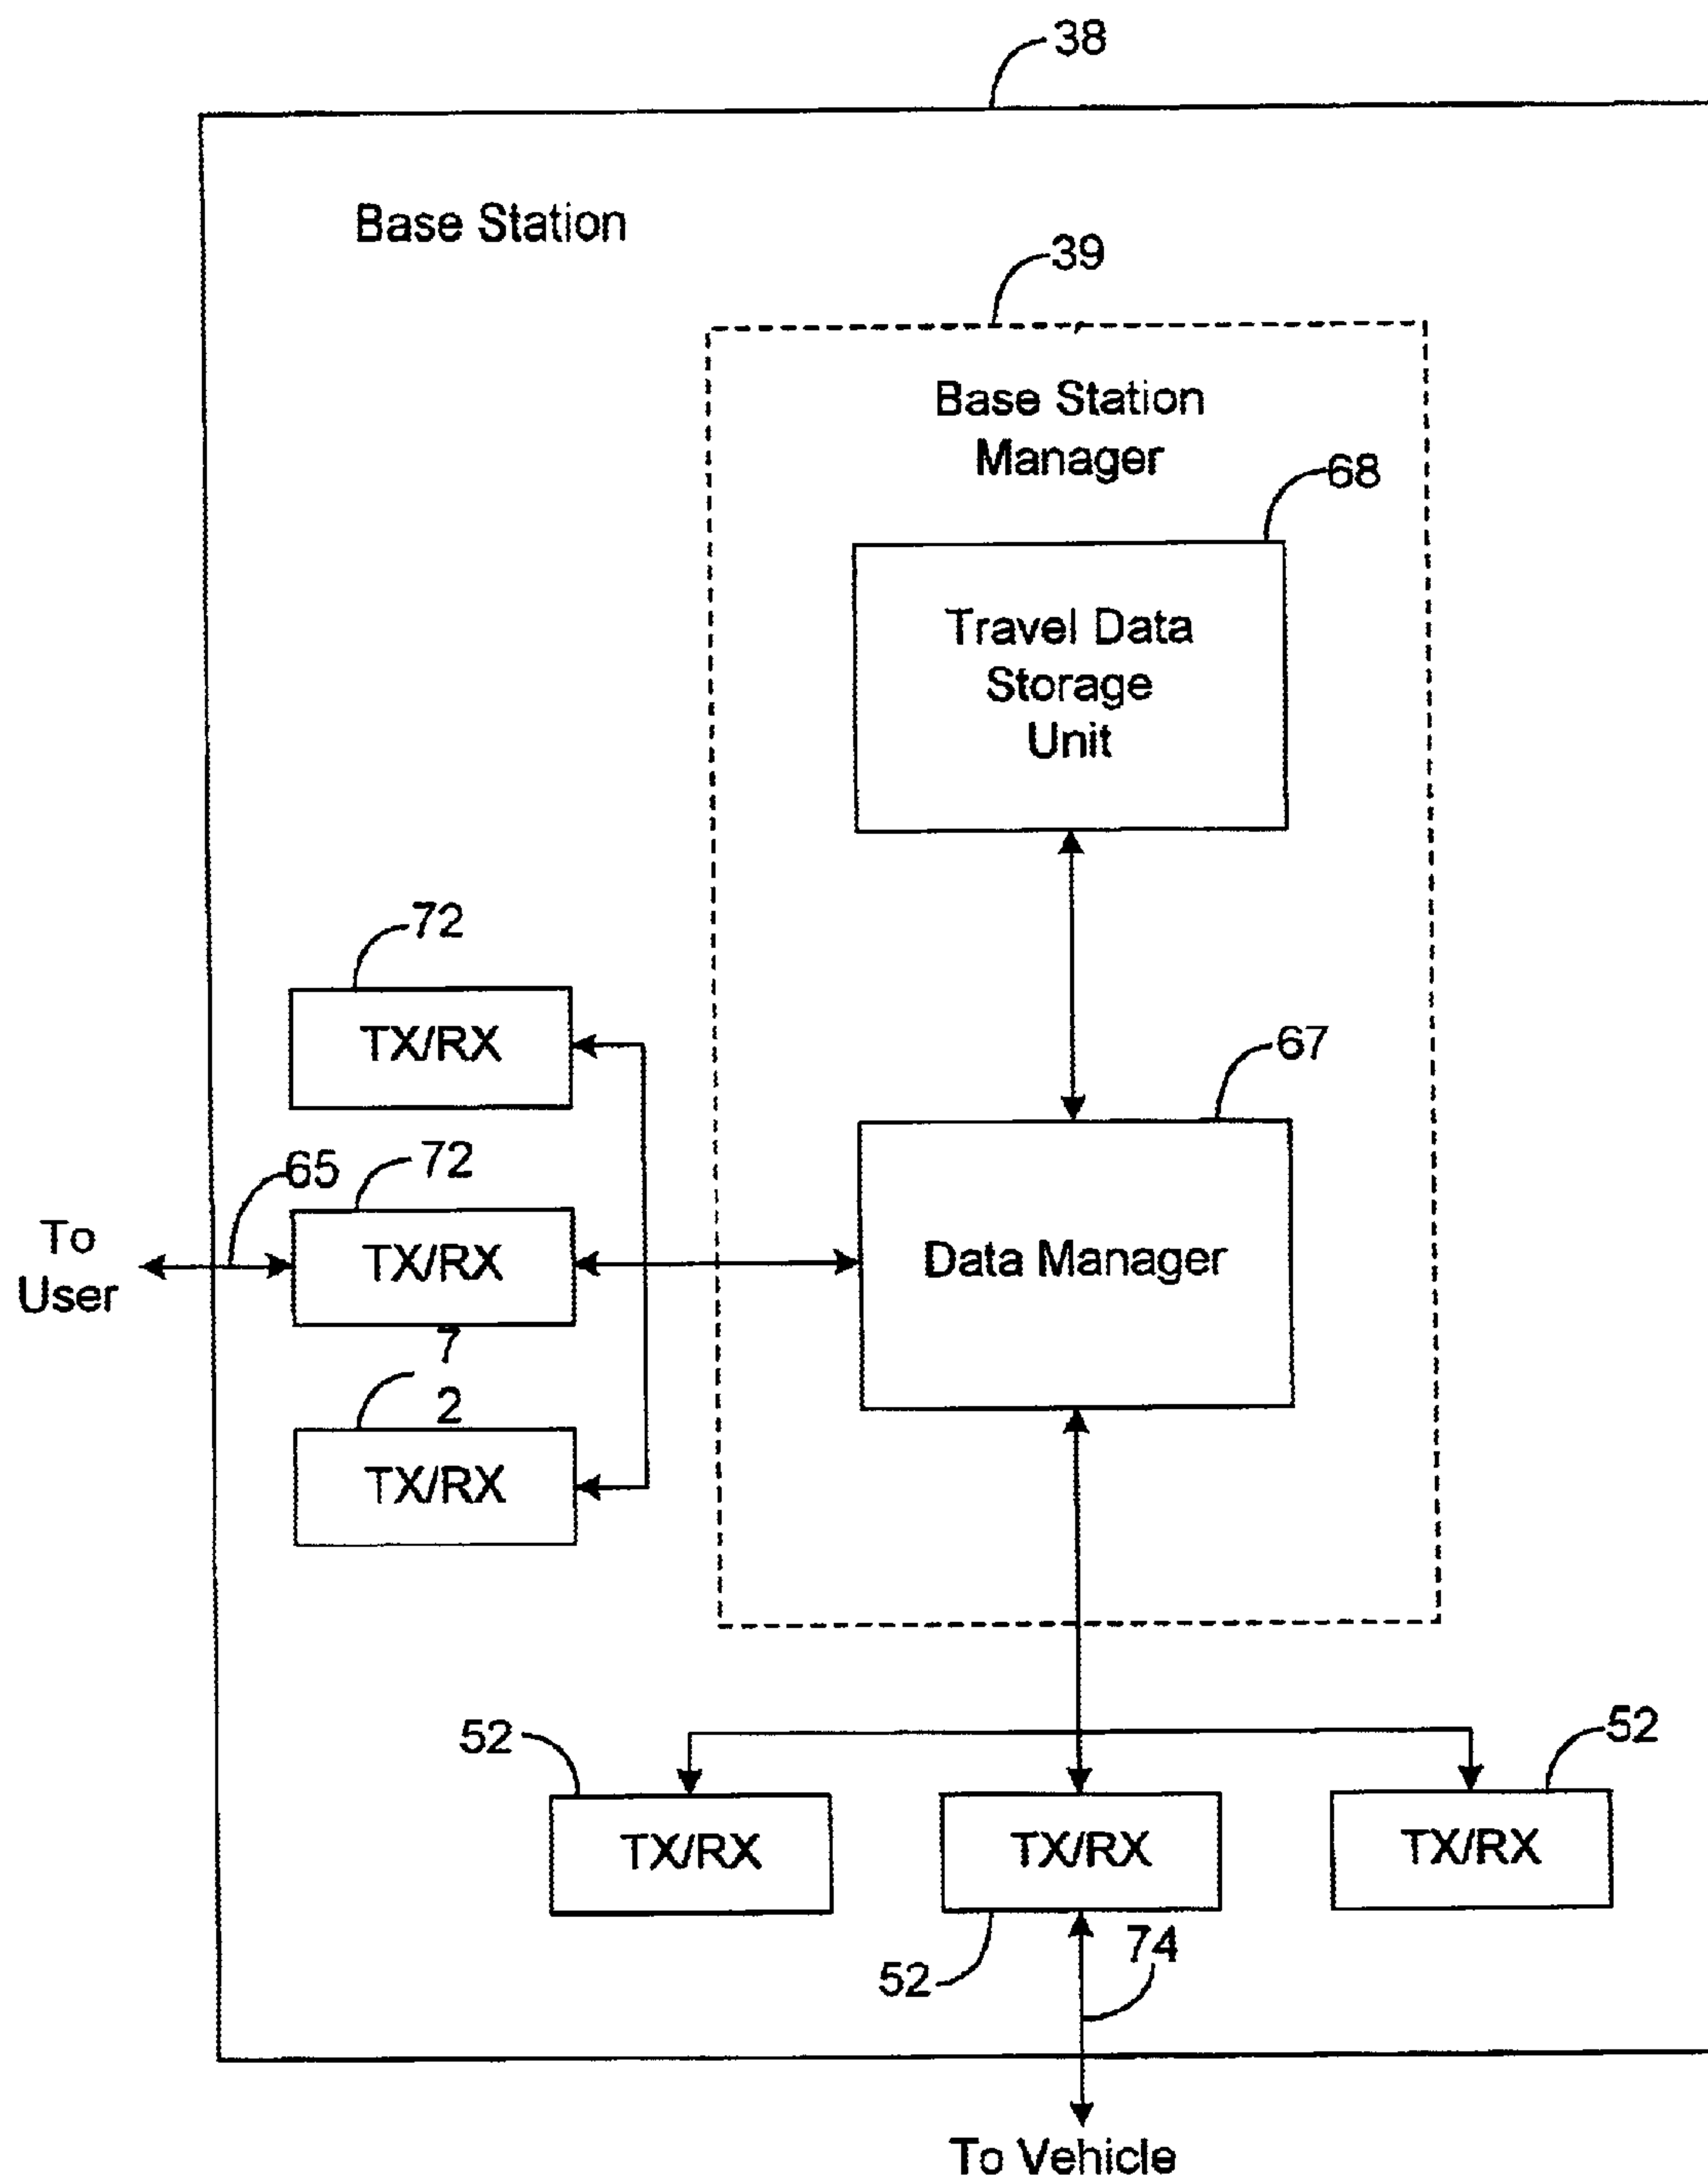 38
Base Station
39
Base Station
Manager
68
Travel Data
Storage
Unit
72
TX/RX
67
65
72
To
User
TX/RX
Data Manager
7
2
TX/RX
52
52
TX/RX
TX/RX
TX/RX
52
74
To Vehicle